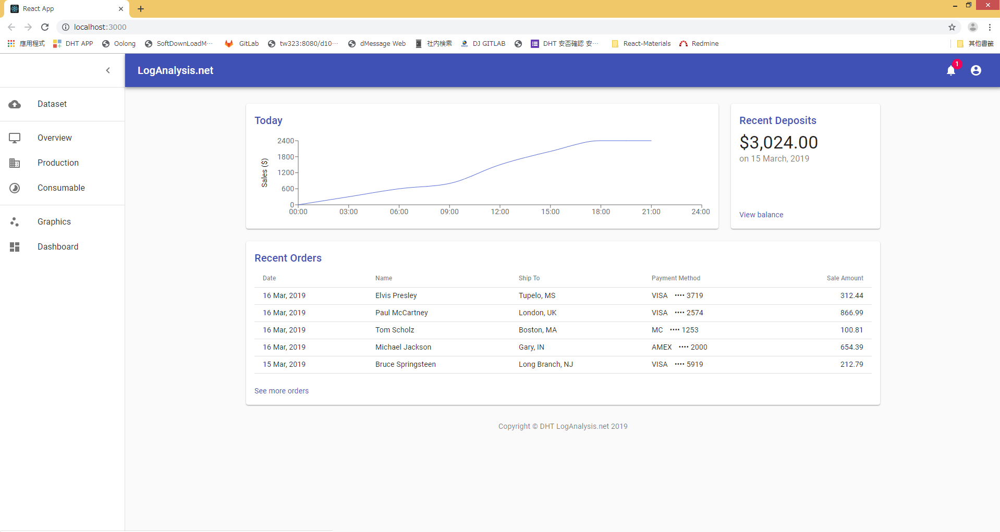 React App
localhost:3000
應用程式 DHT APP Oolong SoftDownLoadM… GitLab tw323:8080/d10… dMessage Web 社内検索 DJ GITLAB DHT 安否確認 安… React-Materials Redmine 其他書籤
LogAnalysis.net
1
Dataset
Overview
Production
Consumable
Graphics
Dashboard
Today
Sales ($)
2400
1800
1200
600
0
00:00 03:00 06:00 09:00 12:00 15:00 18:00 21:00 24:00
Recent Deposits
$3,024.00
on 15 March, 2019
View balance
Recent Orders
Date Name Ship To Payment Method Sale Amount
16 Mar, 2019 Elvis Presley Tupelo, MS VISA •••• 3719 312.44
16 Mar, 2019 Paul McCartney London, UK VISA •••• 2574 866.99
16 Mar, 2019 Tom Scholz Boston, MA MC •••• 1253 100.81
16 Mar, 2019 Michael Jackson Gary, IN AMEX •••• 2000 654.39
15 Mar, 2019 Bruce Springsteen Long Branch, NJ VISA •••• 5919 212.79
See more orders
Copyright © DHT LogAnalysis.net 2019